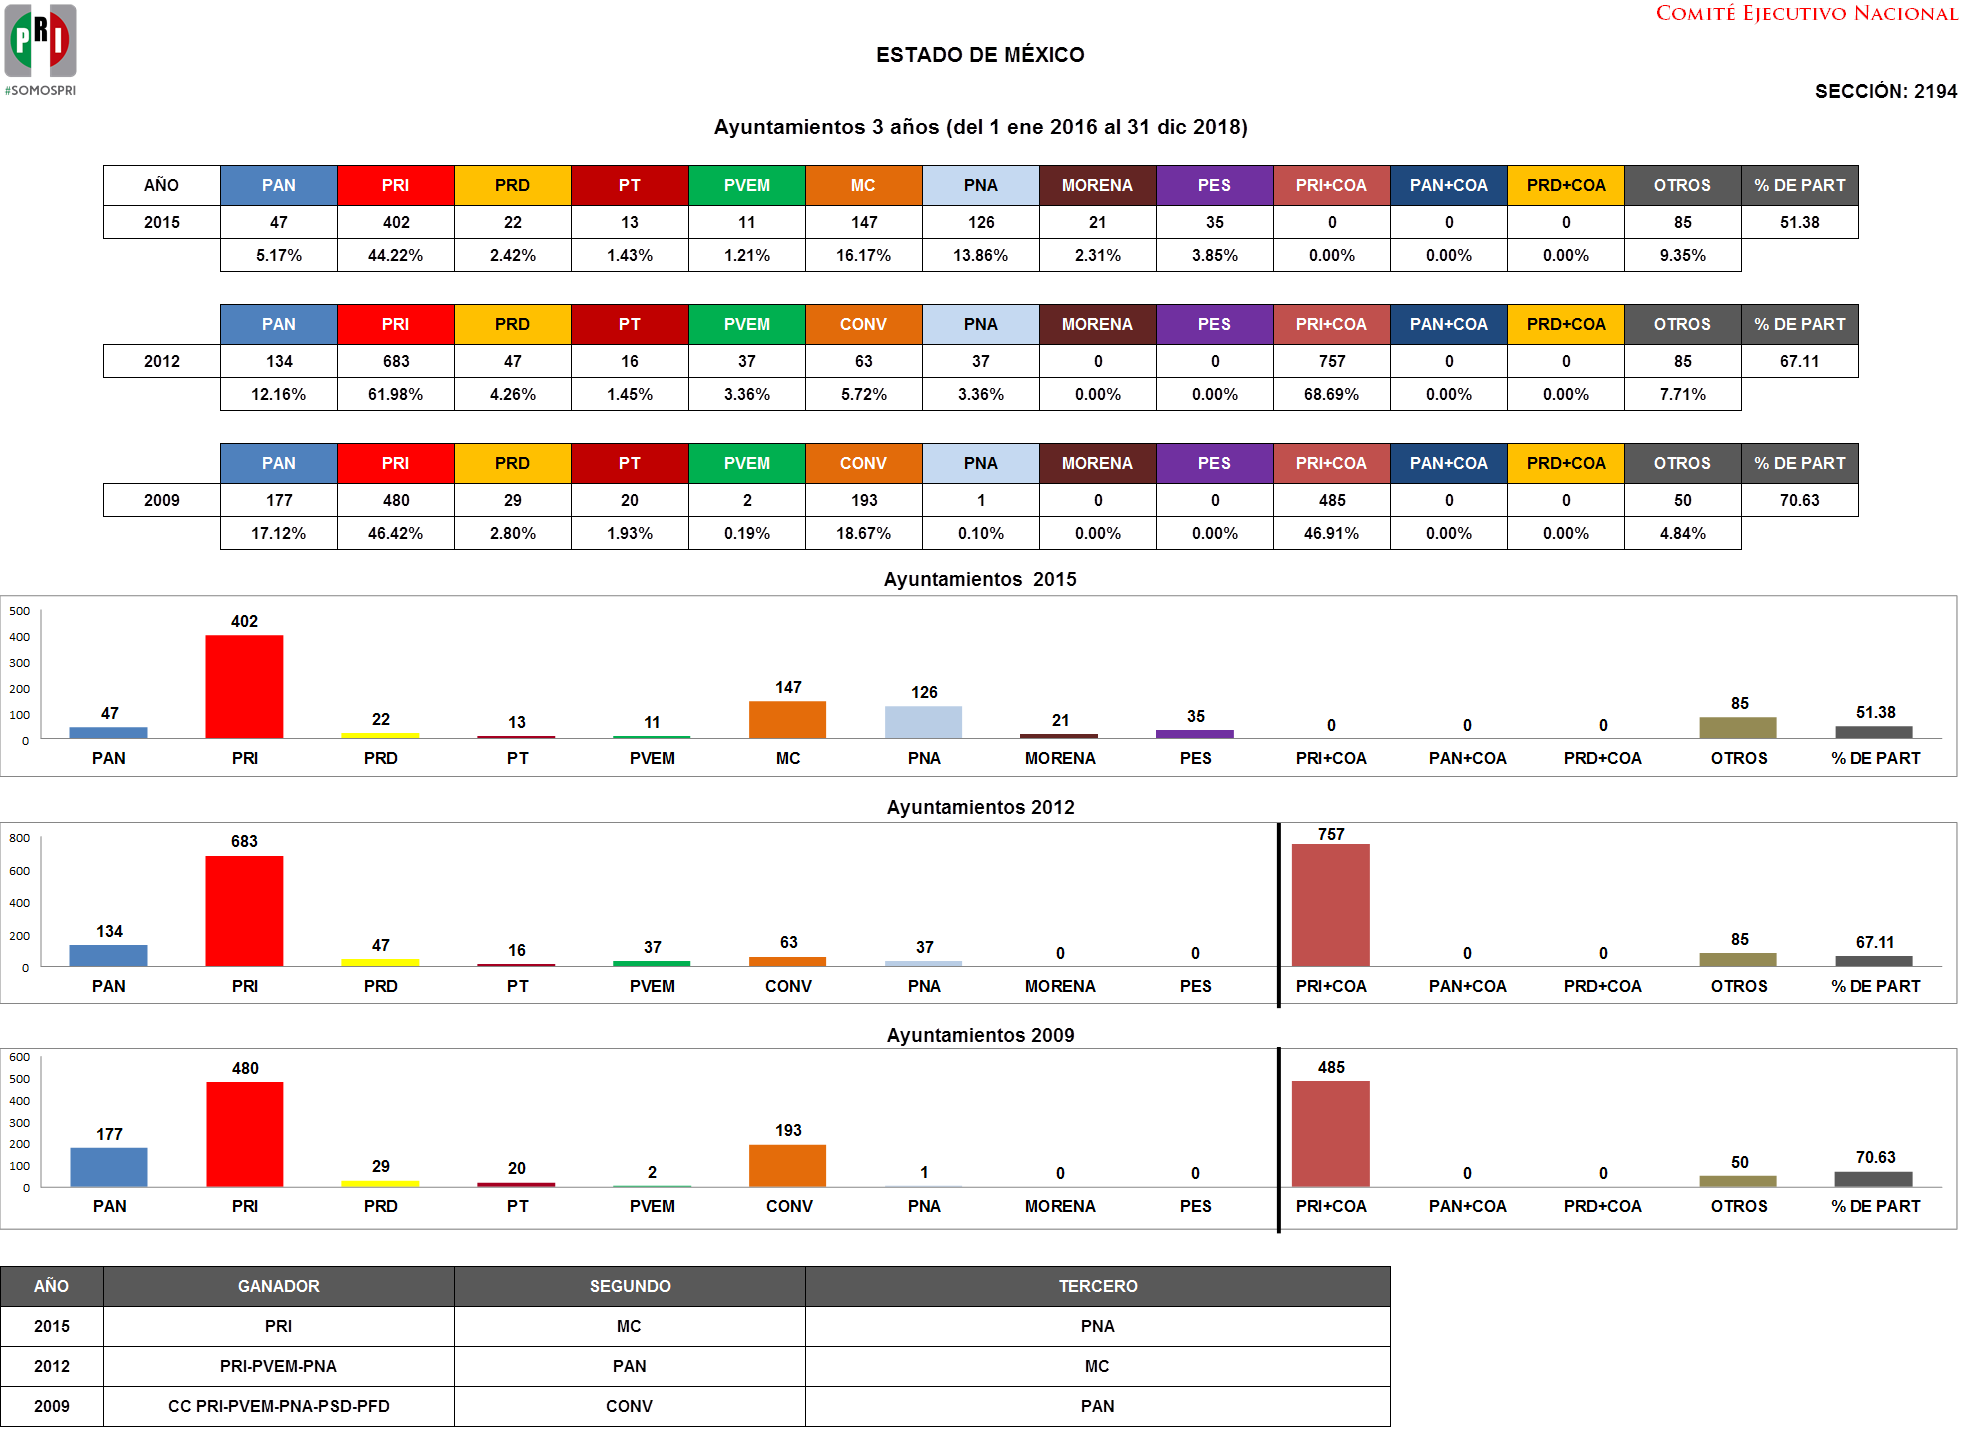 COMITÉ EJECUTIVO NACIONAL
PRI
#SOMOSPRI
ESTADO DE MÉXICO
SECCIÓN: 2194
Ayuntamientos 3 años (del 1 ene 2016 al 31 dic 2018)
AÑO PAN PRI PRD PT PVEM MC PNA MORENA PES PRI+COA PAN+COA PRD+COA OTROS % DE PART
2015 47 402 22 13 11 147 126 21 35 0 0 0 85 51.38
5.17% 44.22% 2.42% 1.43% 1.21% 16.17% 13.86% 2.31% 3.85% 0.00% 0.00% 0.00% 9.35%
PAN PRI PRD PT PVEM CONV PNA MORENA PES PRI+COA PAN+COA PRD+COA OTROS % DE PART
2012 134 683 47 16 37 63 37 0 0 757 0 0 85 67.11
12.16% 61.98% 4.26% 1.45% 3.36% 5.72% 3.36% 0.00% 0.00% 68.69% 0.00% 0.00% 7.71%
PAN PRI PRD PT PVEM CONV PNA MORENA PES PRI+COA PAN+COA PRD+COA OTROS % DE PART
2009 177 480 29 20 2 193 1 0 0 485 0 0 50 70.63
17.12% 46.42% 2.80% 1.93% 0.19% 18.67% 0.10% 0.00% 0.00% 46.91% 0.00% 0.00% 4.84%
Ayuntamientos 2015
500
400
300
200
100
0
47 402 22 13 11 147 126 21 35 0 0 0 85 51.38
PAN PRI PRD PT PVEM MC PNA MORENA PES PRI+COA PAN+COA PRD+COA OTROS % DE PART
Ayuntamientos 2012
800
600
400
200
0
134 683 47 16 37 63 37 0 0 757 0 0 85 67.11
PAN PRI PRD PT PVEM CONV PNA MORENA PES PRI+COA PAN+COA PRD+COA OTROS % DE PART
Ayuntamientos 2009
600
500
400
300
200
100
0
177 480 29 20 2 193 1 0 0 485 0 0 50 70.63
PAN PRI PRD PT PVEM CONV PNA MORENA PES PRI+COA PAN+COA PRD+COA OTROS % DE PART
AÑO GANADOR SEGUNDO TERCERO
2015 PRI MC PNA
2012 PRI-PVEM-PNA PAN MC
2009 CC PRI-PVEM-PNA-PSD-PFD CONV PAN